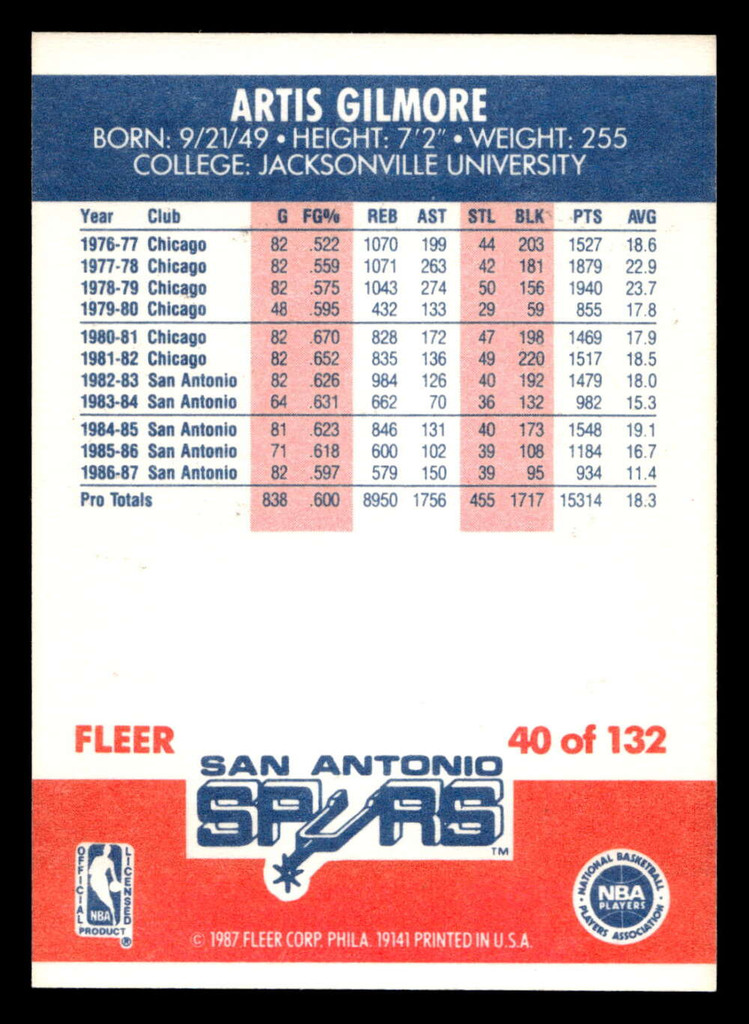 ARTIS GILMORE
BORN: 9/21/49 • HEIGHT: 7'2" • WEIGHT: 255
COLLEGE: JACKSONVILLE UNIVERSITY
Year Club G FG% REB AST STL BLK PTS AVG
1976-77 Chicago 82 .522 1070 199 44 203 1527 18.6
1977-78 Chicago 82 .559 1071 263 42 181 1879 22.9
1978-79 Chicago 82 .575 1043 274 50 156 1940 23.7
1979-80 Chicago 48 .595 432 133 29 59 855 17.8
1980-81 Chicago 82 .670 828 172 47 198 1469 17.9
1981-82 Chicago 82 .652 835 136 49 220 1517 18.5
1982-83 San Antonio 82 .626 984 126 40 192 1479 18.0
1983-84 San Antonio 64 .631 662 70 36 132 982 15.3
1984-85 San Antonio 81 .623 846 131 40 173 1548 19.1
1985-86 San Antonio 71 .618 600 102 39 108 1184 16.7
1986-87 San Antonio 82 .597 579 150 39 95 934 11.4
Pro Totals 838 .600 8950 1756 455 1717 15314 18.3
FLEER 40 of 132
SAN ANTONIO
SPURS
TM
OFFICIAL LICENSED
NBA
PRODUCT ®
NATIONAL BASKETBALL
NBA
PLAYERS
PLAYERS ASSOCIATION
© 1987 FLEER CORP. PHILA. 19141 PRINTED IN U.S.A.